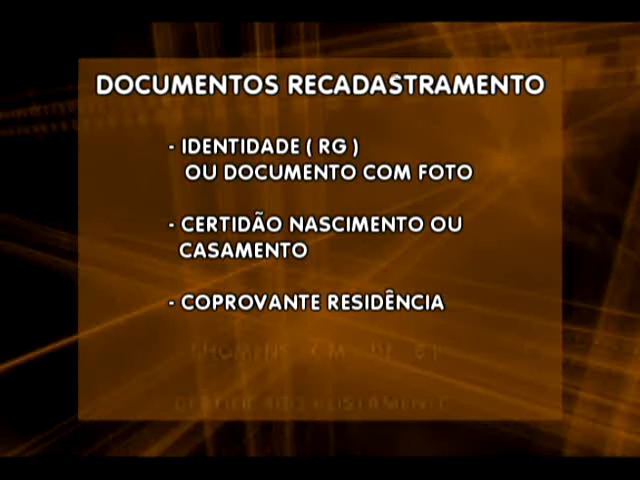 DOCUMENTOS RECADASTRAMENTO
- IDENTIDADE ( RG )
OU DOCUMENTO COM FOTO
- CERTIDÃO NASCIMENTO OU
CASAMENTO
- COPROVANTE RESIDÊNCIA